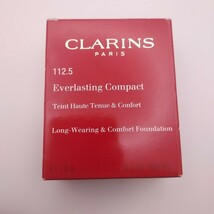 CLARINS
PARIS
112.5
Everlasting Compact
Teint Haute Tenue & Confort
Long-Wearing & Comfort Foundation